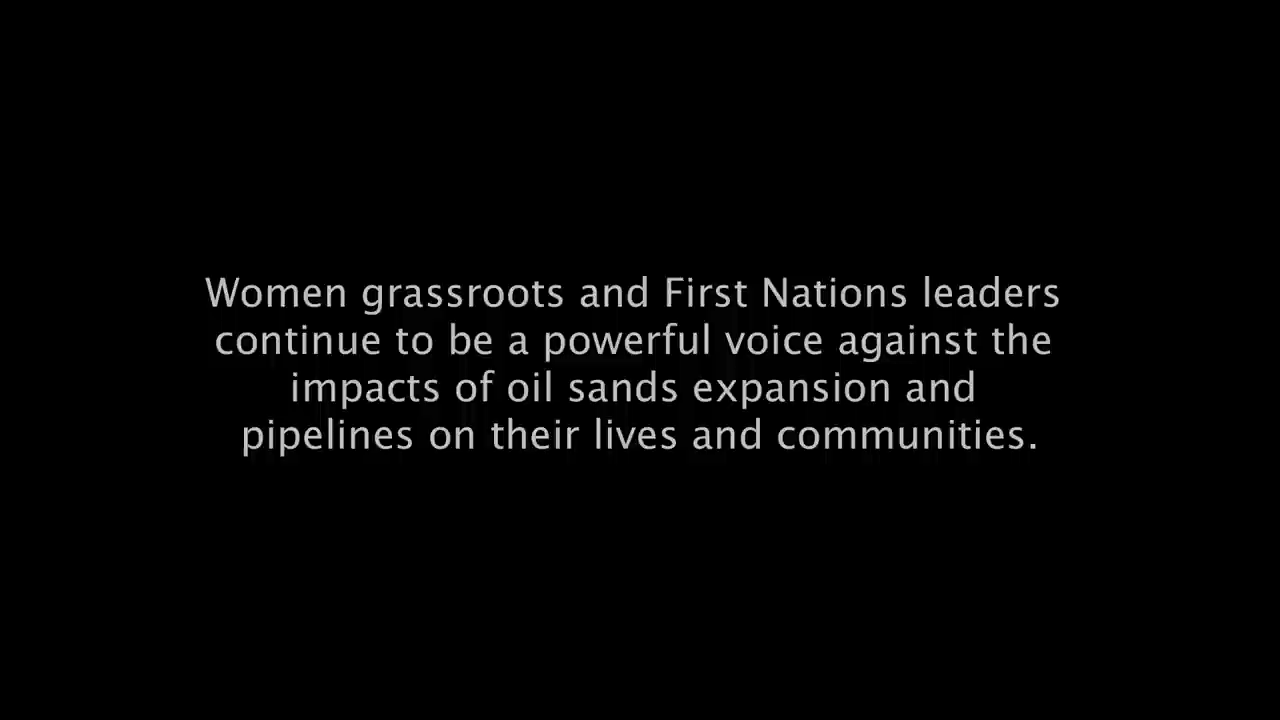 Women grassroots and First Nations leaders
continue to be a powerful voice against the
impacts of oil sands expansion and
pipelines on their lives and communities.